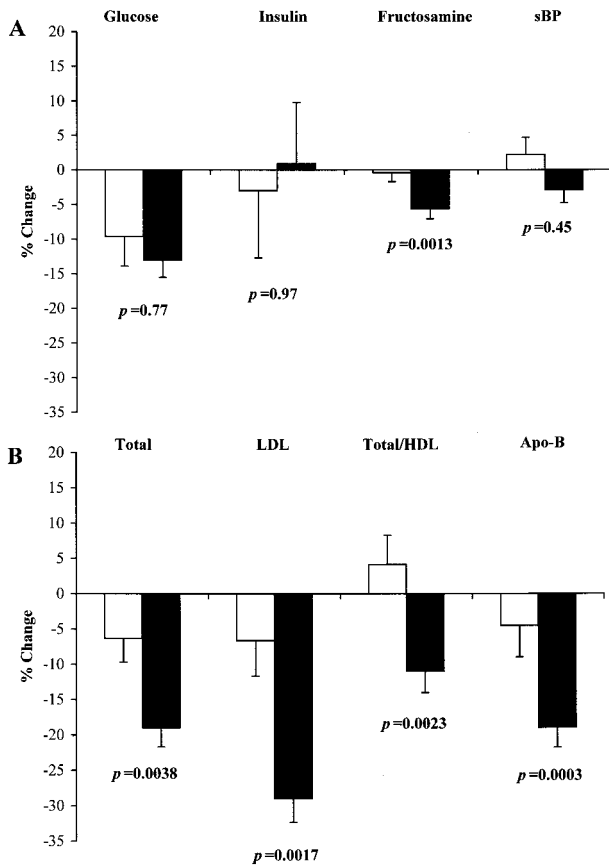 A
Glucose Insulin Fructosamine sBP
20
15
10
5
0
-5
-10
-15
-20
-25
-30
-35
% Change
p=0.77
p=0.97
p=0.0013
p=0.45
B
Total LDL Total/HDL Apo-B
20
15
10
5
0
-5
-10
-15
-20
-25
-30
-35
% Change
p=0.0038
p=0.0017
p=0.0023
p=0.0003